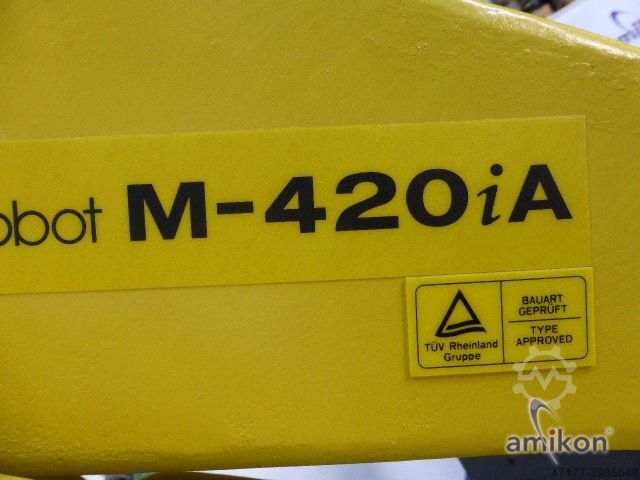 obot M-420iA
TÜV Rheinland
Gruppe
BAUART
GEPRÜFT
TYPE
APPROVED
amikon